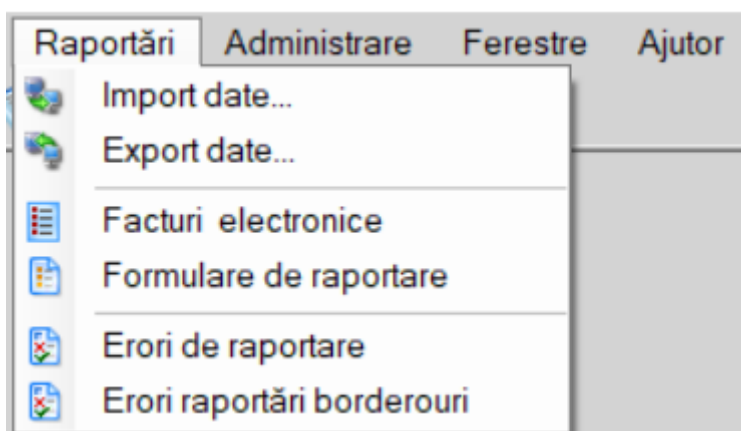 Raportări Administrare Ferestre Ajutor
Import date...
Export date...
Facturi electronice
Formulare de raportare
Erori de raportare
Erori raportări borderouri